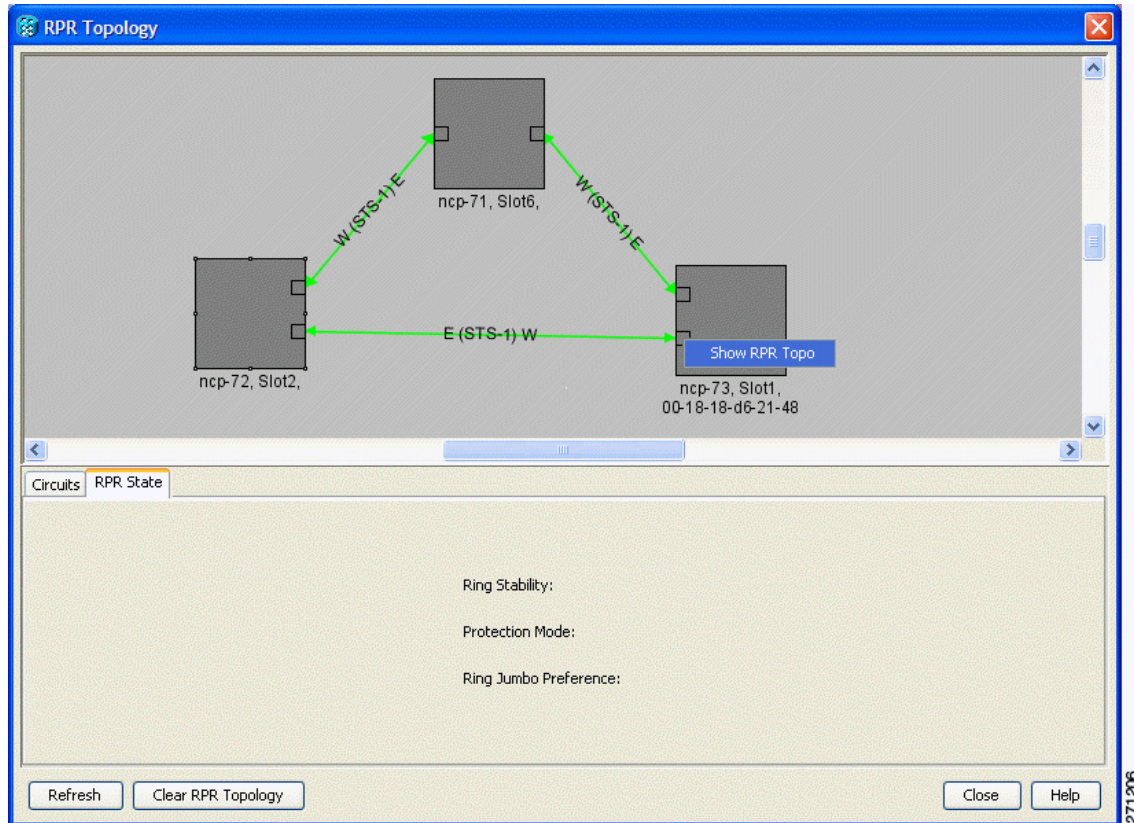 RPR Topology
ncp-71, Slot6,
W (STS-1) E
W (STS-1) E
E (STS-1) W
Show RPR Topo
ncp-72, Slot2,
ncp-73, Slot1,
00-18-18-d6-21-48
Circuits RPR State
Ring Stability:
Protection Mode:
Ring Jumbo Preference:
Refresh Clear RPR Topology Close Help
271206